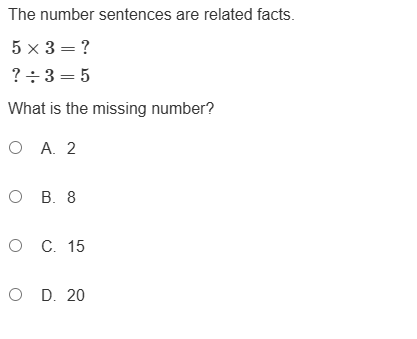 The number sentences are related facts.
5 × 3 = ?
? ÷ 3 = 5
What is the missing number?
A. 2
B. 8
C. 15
D. 20